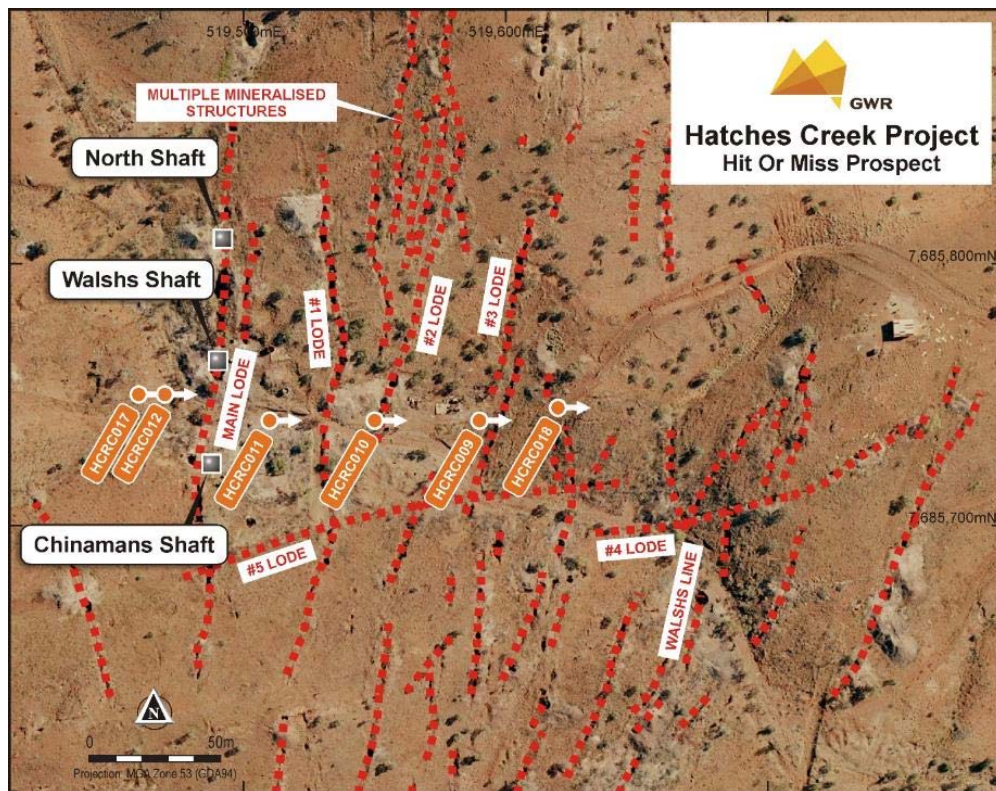 519,500mE
519,600mE
GWR
Hatches Creek Project
Hit Or Miss Prospect
MULTIPLE MINERALISED
STRUCTURES
North Shaft
Walshs Shaft
7,685,800mN
#1 LODE
#2 LODE
#3 LODE
MAIN LODE
HCRC017
HCRC012
HCRC011
HCRC010
HCRC009
HCRC018
Chinamans Shaft
7,685,700mN
#5 LODE
#4 LODE
WALSHS LINE
N
0
50m
Projection: MGA Zone 53 (GDA94)